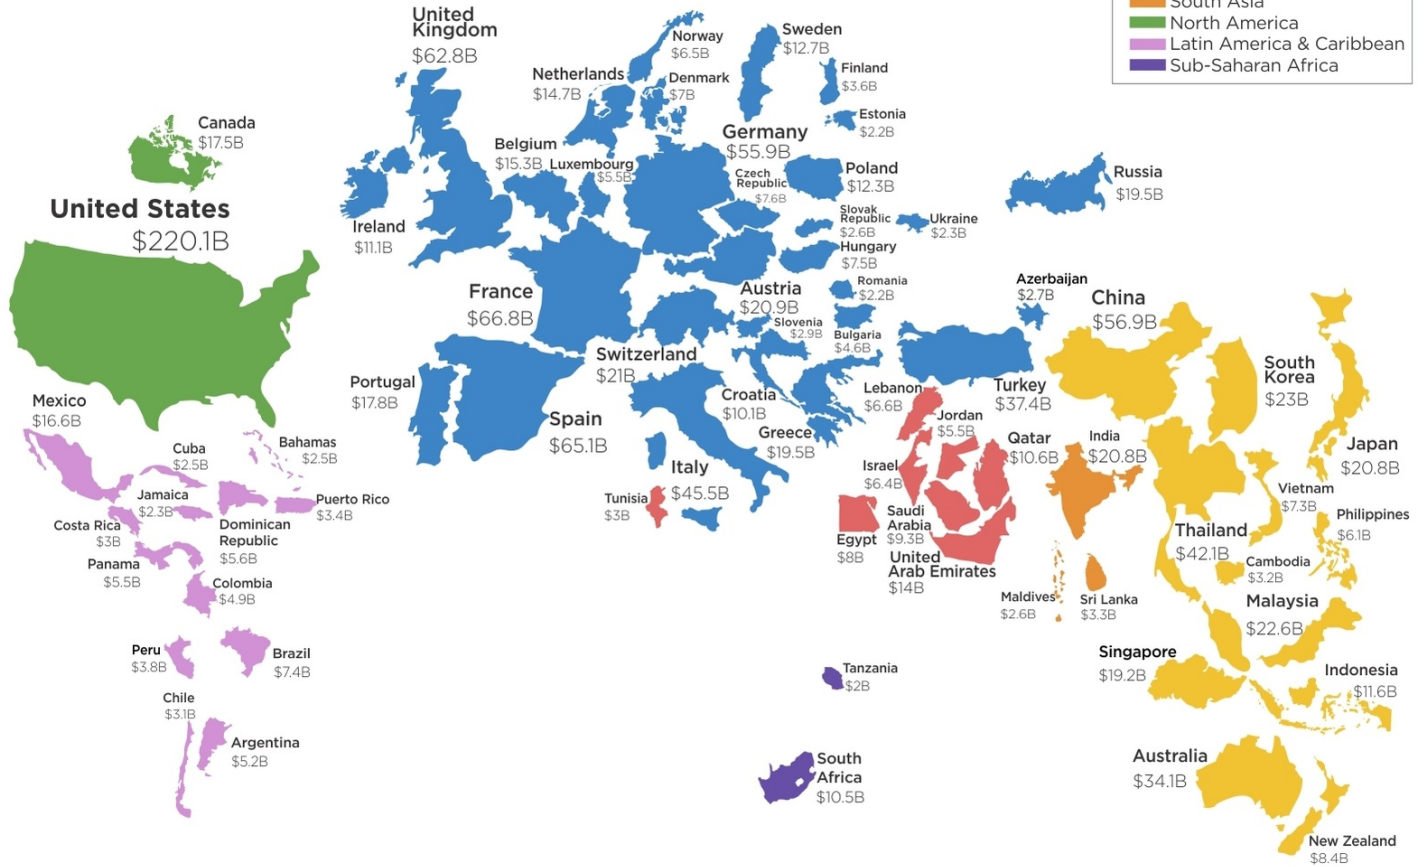 South Asia
North America
Latin America & Caribbean
Sub-Saharan Africa
United
Kingdom
$62.8B
Norway
$6.5B
Sweden
$12.7B
Netherlands
$14.7B
Denmark
$7B
Finland
$3.6B
Estonia
$2.2B
Canada
$17.5B
Belgium
$15.3B
Luxembourg
$5.5B
Germany
$55.9B
Czech
Republic
$7.6B
Poland
$12.3B
Russia
$19.5B
United States
$220.1B
Ireland
$11.1B
Slovak
Republic
$2.6B
Ukraine
$2.3B
Hungary
$7.5B
France
$66.8B
Austria
$20.9B
Romania
$2.2B
Slovenia
$2.9B
Bulgaria
$4.6B
Azerbaijan
$2.7B
China
$56.9B
Switzerland
$21B
Portugal
$17.8B
Spain
$65.1B
Croatia
$10.1B
Greece
$19.5B
Italy
$45.5B
Turkey
$37.4B
South
Korea
$23B
Japan
$20.8B
Mexico
$16.6B
Cuba
$2.5B
Bahamas
$2.5B
Jamaica
$2.3B
Puerto Rico
$3.4B
Costa Rica
$3B
Dominican
Republic
$5.6B
Panama
$5.5B
Colombia
$4.9B
Tunisia
$3B
Lebanon
$6.6B
Jordan
$5.5B
Israel
$6.4B
Qatar
$10.6B
India
$20.8B
Egypt
$8B
Saudi
Arabia
$9.3B
United
Arab Emirates
$14B
Maldives
$2.6B
Sri Lanka
$3.3B
Thailand
$42.1B
Vietnam
$7.3B
Philippines
$6.1B
Cambodia
$3.2B
Malaysia
$22.6B
Singapore
$19.2B
Indonesia
$11.6B
Peru
$3.8B
Brazil
$7.4B
Chile
$3.1B
Argentina
$5.2B
Tanzania
$2B
South
Africa
$10.5B
Australia
$34.1B
New Zealand
$8.4B